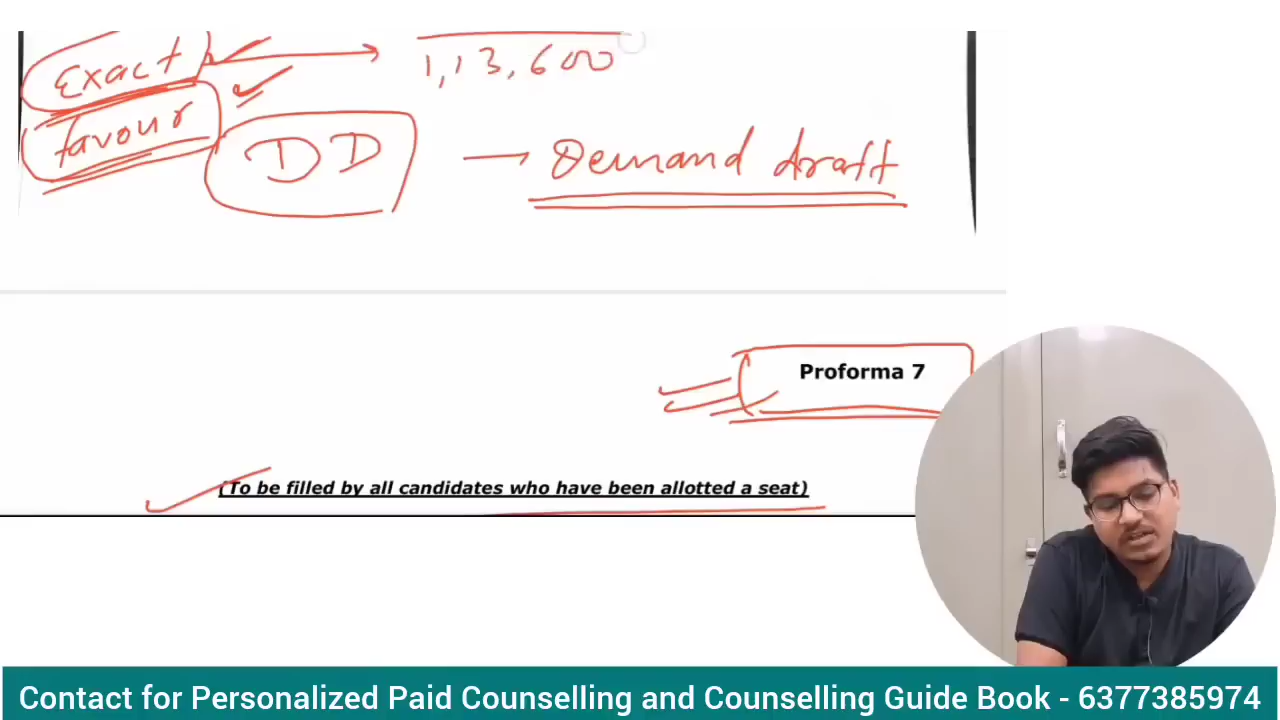 Exact
1,13,600
favour
DD → Demand draft
Proforma 7
(To be filled by all candidates who have been allotted a seat)
Contact for Personalized Paid Counselling and Counselling Guide Book - 6377385974